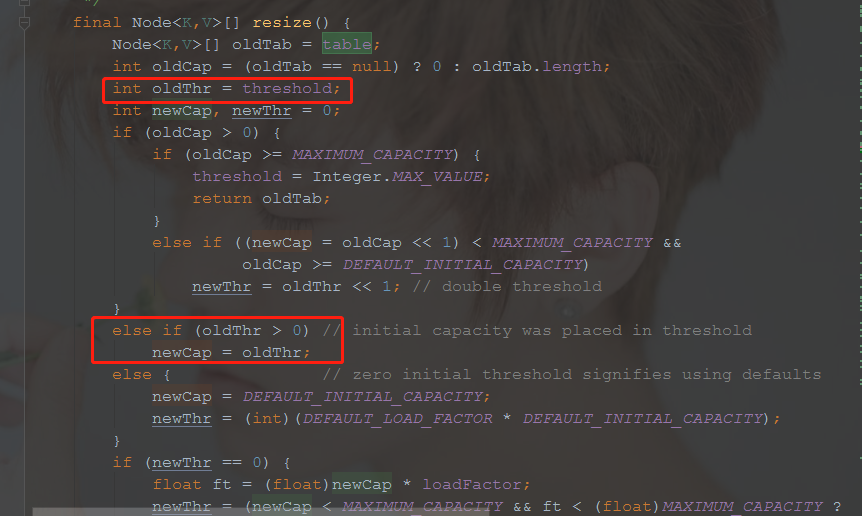 */
final Node<K,V>[] resize() {
Node<K,V>[] oldTab = table;
int oldCap = (oldTab == null) ? 0 : oldTab.length;
int oldThr = threshold;
int newCap, newThr = 0;
if (oldCap > 0) {
if (oldCap >= MAXIMUM_CAPACITY) {
threshold = Integer.MAX_VALUE;
return oldTab;
}
else if ((newCap = oldCap << 1) < MAXIMUM_CAPACITY &&
oldCap >= DEFAULT_INITIAL_CAPACITY)
newThr = oldThr << 1; // double threshold
}
else if (oldThr > 0) // initial capacity was placed in threshold
newCap = oldThr;
else { // zero initial threshold signifies using defaults
newCap = DEFAULT_INITIAL_CAPACITY;
newThr = (int)(DEFAULT_LOAD_FACTOR * DEFAULT_INITIAL_CAPACITY);
}
if (newThr == 0) {
float ft = (float)newCap * loadFactor;
newThr = (newCap < MAXIMUM_CAPACITY && ft < (float)MAXIMUM_CAPACITY ?